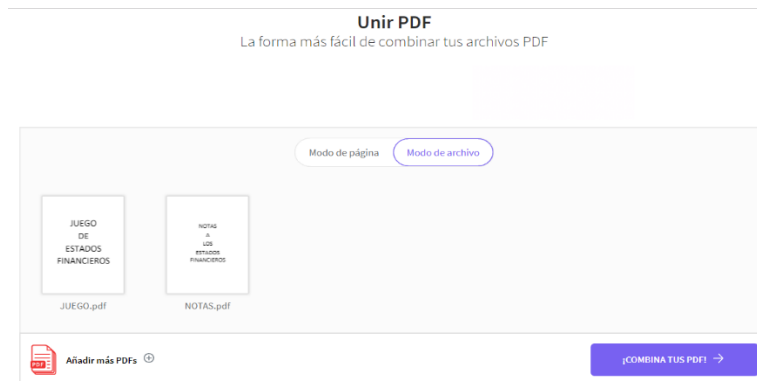 Unir PDF
La forma más fácil de combinar tus archivos PDF
Modo de página
Modo de archivo
JUEGO
DE
ESTADOS
FINANCIEROS
NOTAS
A
LOS
ESTADOS
FINANCIEROS
JUEGO.pdf
NOTAS.pdf
PDF
Añadir más PDFs
¡COMBINA TUS PDF!